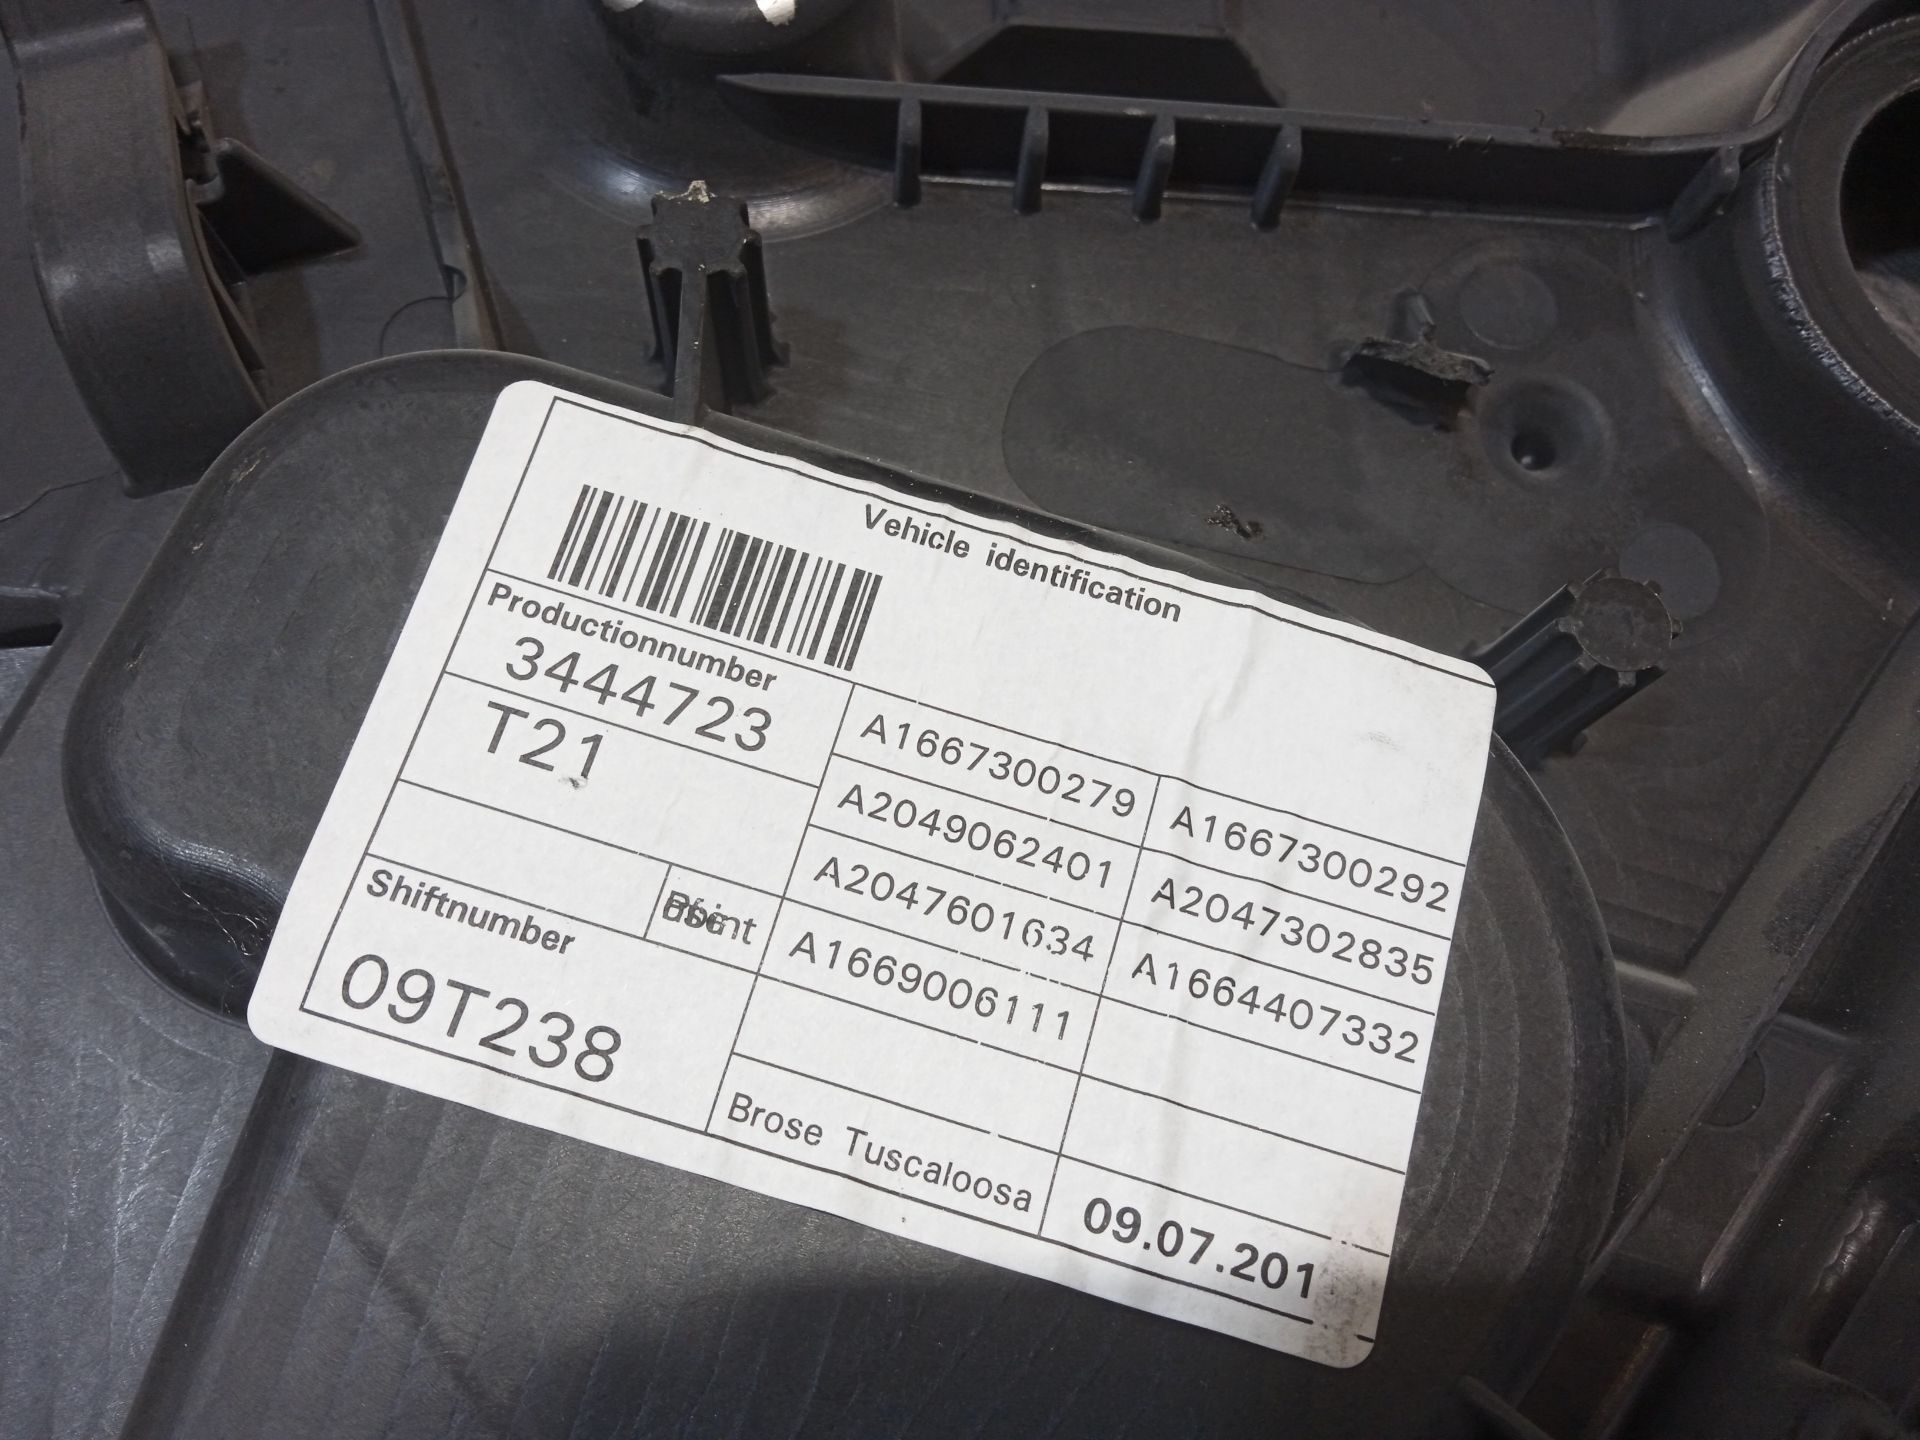 Vehicle identification
Productionnumber
3444723
T21
A1667300279
A1667300292
A2049062401
A2047302835
A2047601634
A1664407332
A1669006111
Shiftnumber
Point
09T238
Brose Tuscaloosa
09.07.201